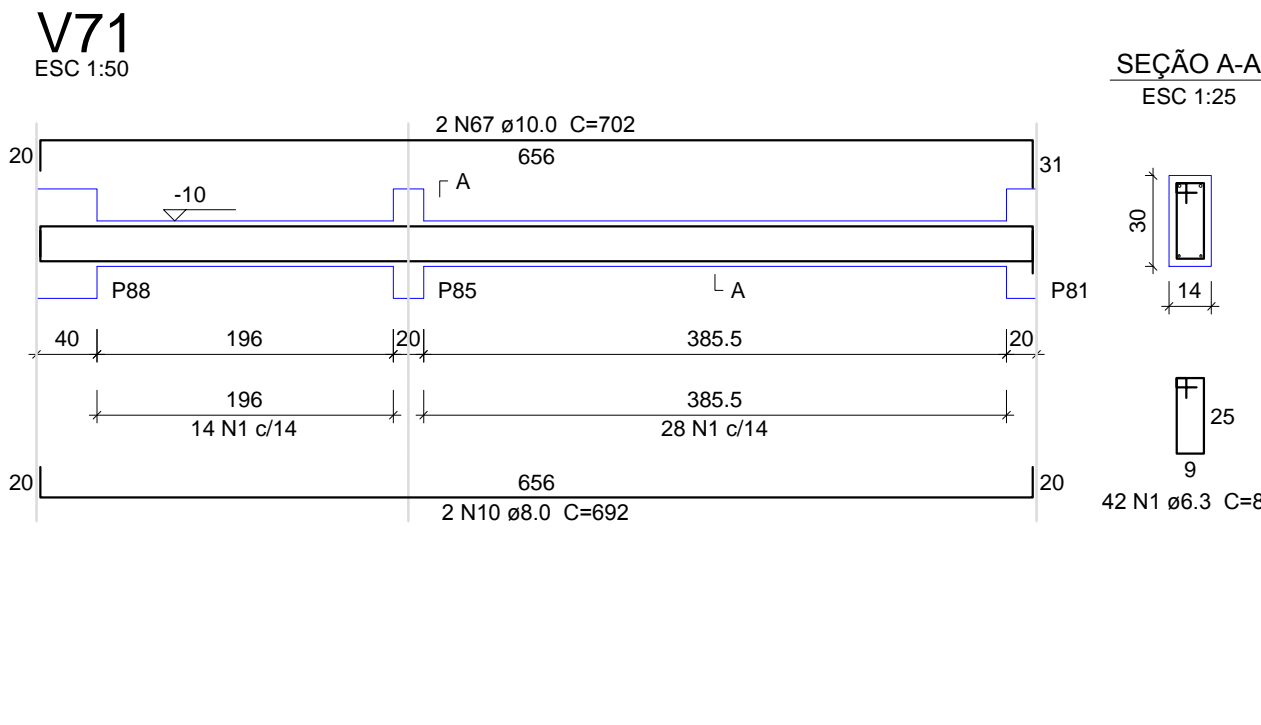 V71
ESC 1:50
SEÇÃO A-A
ESC 1:25
2 N67 ø10.0 C=702
20
656
31
A
-10
30
P88
P85
A
P81
14
40
196
20
385.5
20
196
385.5
14 N1 c/14
28 N1 c/14
25
9
20
656
20
2 N10 ø8.0 C=692
42 N1 ø6.3